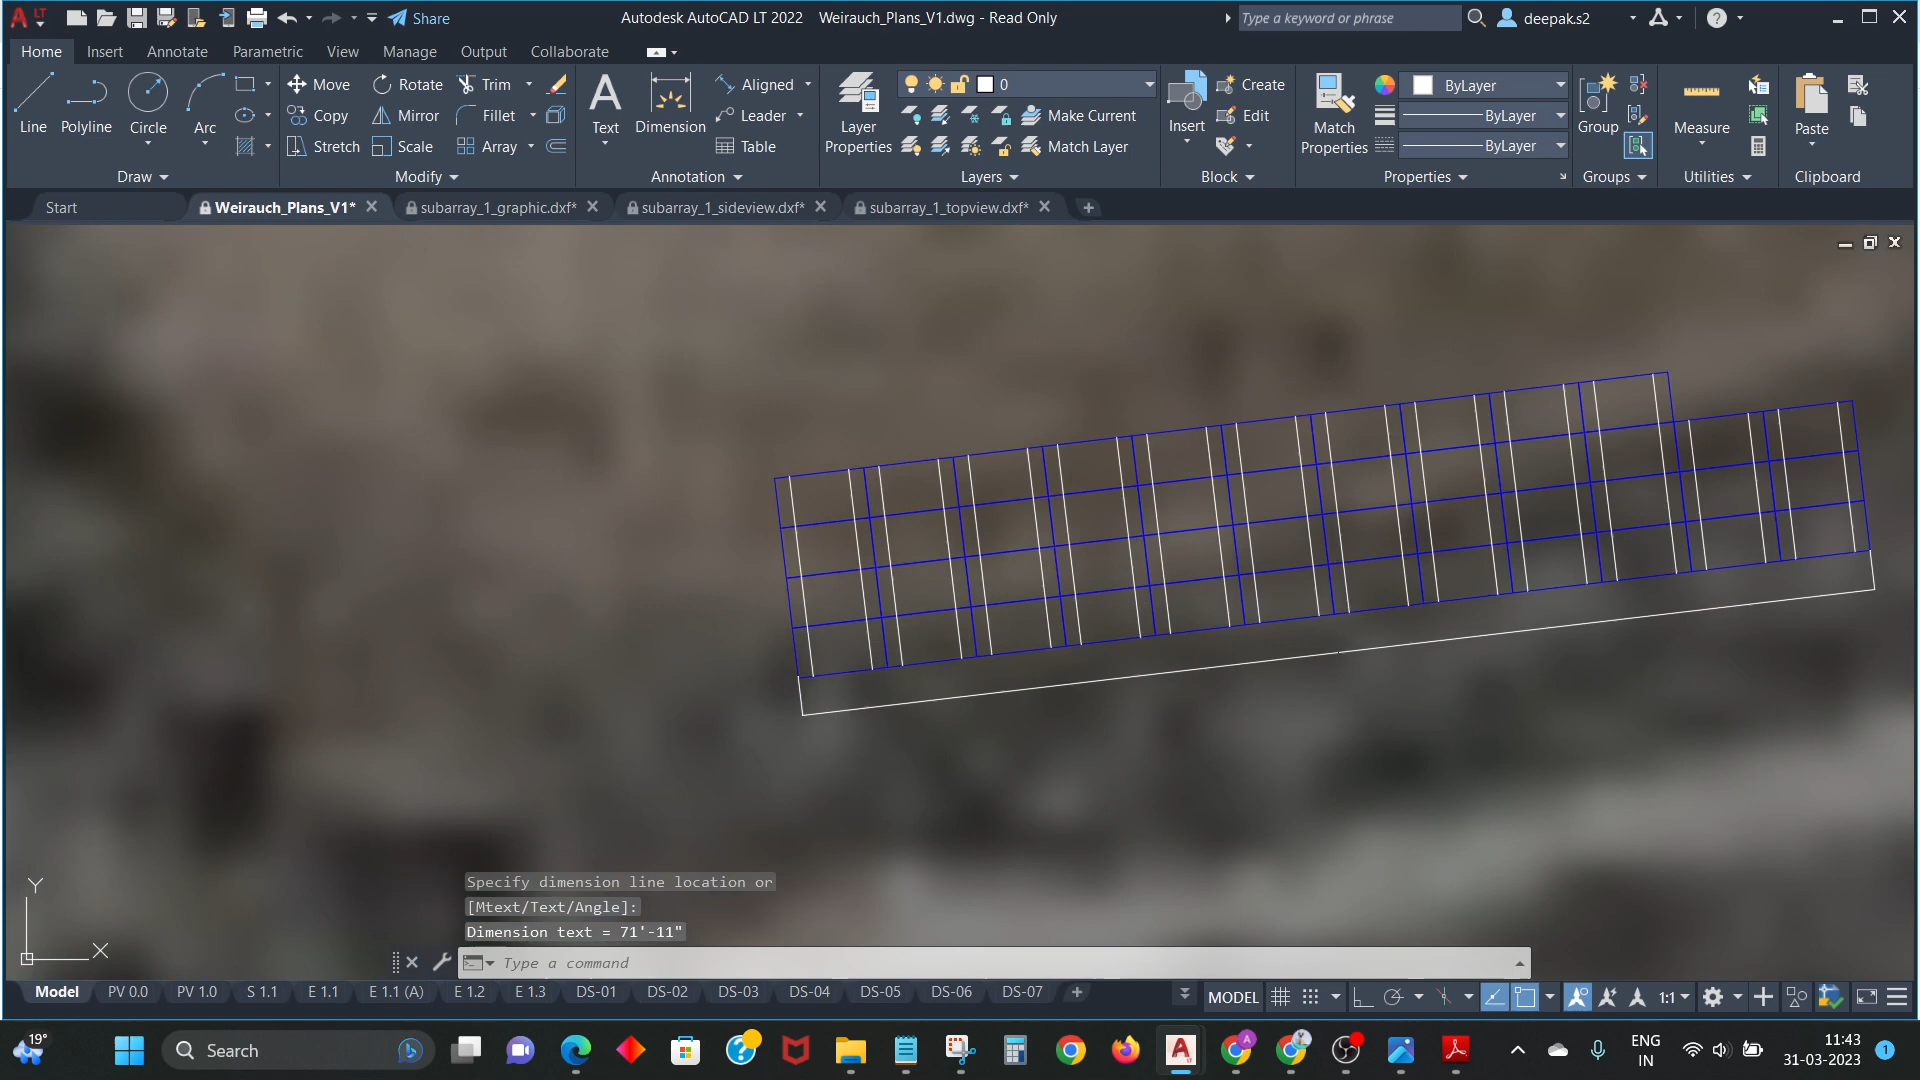 Share
Autodesk AutoCAD LT 2022 Weirauch_Plans_V1.dwg - Read Only
Type a keyword or phrase
deepak.s2
Home Insert Annotate Parametric View Manage Output Collaborate
Line Polyline Circle Arc
Draw
Move Rotate Trim
Copy Mirror Fillet
Stretch Scale Array
Modify
Text Dimension
Aligned
Leader
Table
Annotation
Layer Properties
0
Make Current
Match Layer
Layers
Insert
Create
Edit
Block
Match Properties
ByLayer
ByLayer
ByLayer
Properties
Group
Groups
Measure
Utilities
Paste
Clipboard
Start Weirauch_Plans_V1* subarray_1_graphic.dxf* subarray_1_sideview.dxf* subarray_1_topview.dxf*
Y
X
Specify dimension line location or
[Mtext/Text/Angle]:
Dimension text = 71'-11"
Type a command
Model PV 0.0 PV 1.0 S 1.1 E 1.1 E 1.1 (A) E 1.2 E 1.3 DS-01 DS-02 DS-03 DS-04 DS-05 DS-06 DS-07
MODEL 1:1
19°
Search
ENG
IN
11:43
31-03-2023
1